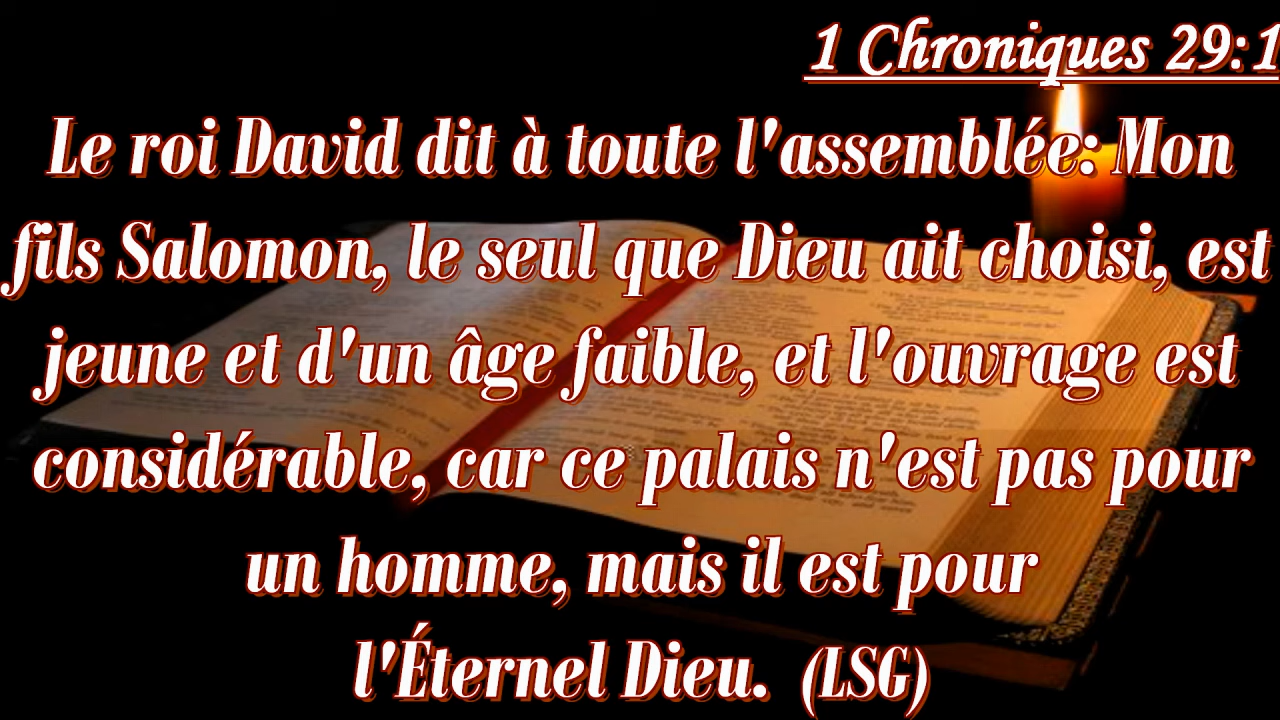 1 Chroniques 29:1
Le roi David dit à toute l'assemblée: Mon
fils Salomon, le seul que Dieu ait choisi, est
jeune et d'un âge faible, et l'ouvrage est
considérable, car ce palais n'est pas pour
un homme, mais il est pour
l'Éternel Dieu. (LSG)